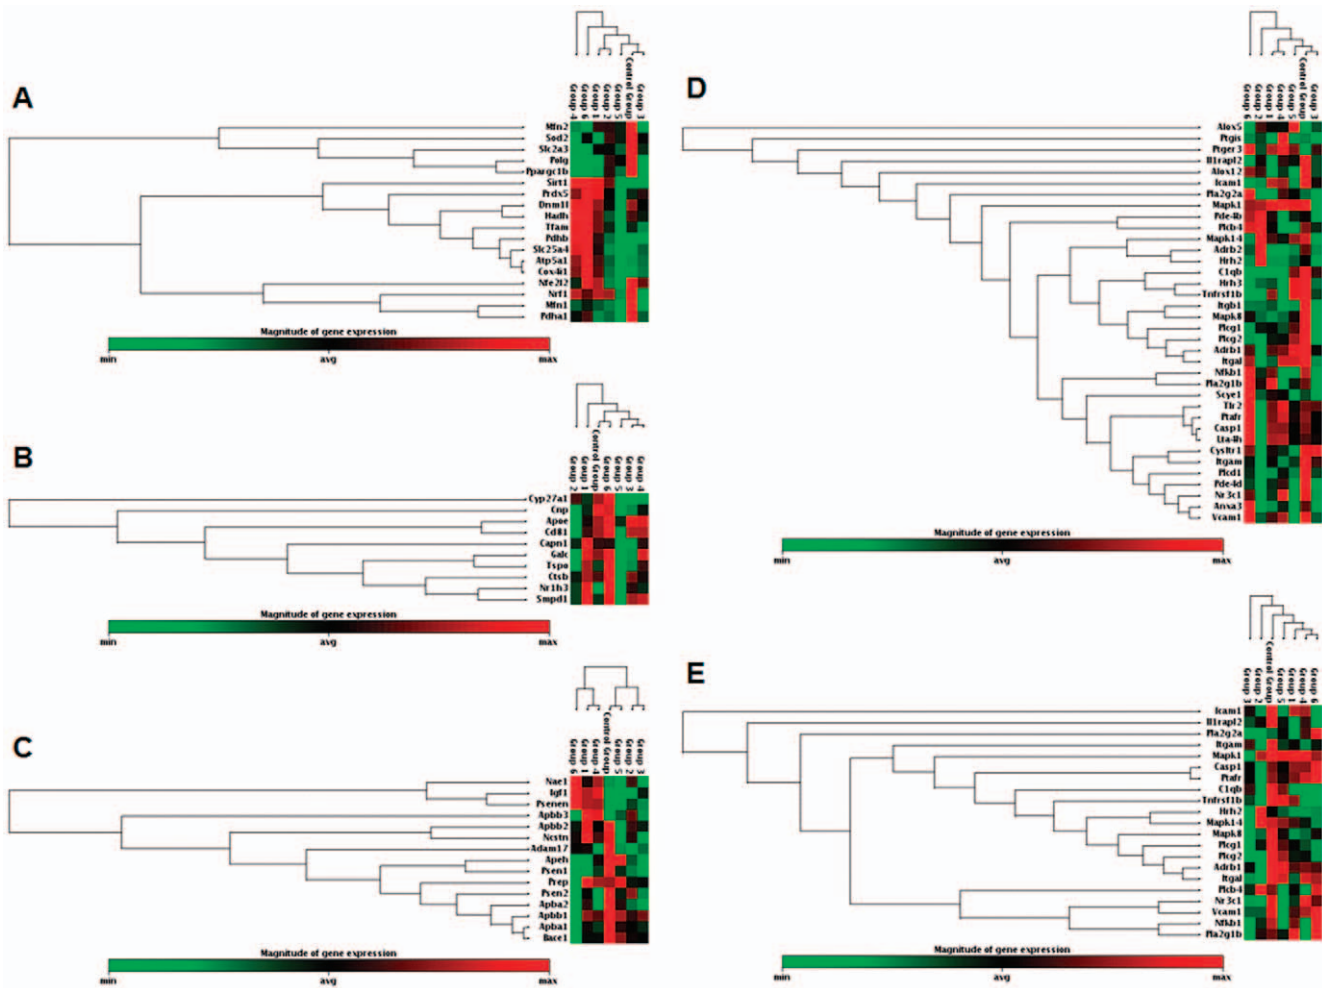 A
Group 4
Group 6
Group 1
Group 2
Group 5
Control Group
Group 3
Mfn2
Sod2
Slc2a3
Polg
Ppargc1b
Sirt1
Prdx5
Dnm1l
Hadh
Tfam
Pdhb
Slc25a4
Atp5a1
Cox4i1
Nfe2l2
Nrf1
Mfn1
Pdha1
Magnitude of gene expression
min avg max
B
Group 2
Group 1
Control Group
Group 6
Group 5
Group 3
Group 4
Cyp27a1
Cnp
Apoe
Cd81
Capn1
Galc
Tspo
Ctsb
Nr1h3
Smpd1
Magnitude of gene expression
min avg max
C
Group 6
Group 1
Group 4
Control Group
Group 5
Group 2
Group 3
Nae1
Igf1
Psenen
Apbb3
Apbb2
Ncstn
Adam17
Apeh
Psen1
Prep
Psen2
Apba2
Apbb1
Apba1
Bace1
Magnitude of gene expression
min avg max
D
Group 6
Group 2
Group 1
Group 4
Group 5
Control Group
Group 3
Alox5
Ptgis
Ptger3
Il1rapl2
Alox12
Icam1
Pla2g2a
Mapk1
Pde4b
Plcb4
Mapk14
Adrb2
Hrh2
C1qb
Hrh3
Tnfrsf1b
Itgb1
Mapk8
Plcg1
Plcg2
Adrb1
Itgal
Nfkb1
Pla2g1b
Scye1
Tlr2
Ptafr
Casp1
Lta4h
Cysltr1
Itgam
Plcd1
Pde4d
Nr3c1
Anxa3
Vcam1
Magnitude of gene expression
min avg max
E
Group 3
Group 2
Control Group
Group 5
Group 1
Group 4
Group 6
Icam1
Il1rapl2
Pla2g2a
Itgam
Mapk1
Casp1
Ptafr
C1qb
Tnfrsf1b
Hrh2
Mapk14
Mapk8
Plcg1
Plcg2
Adrb1
Itgal
Plcb4
Nr3c1
Vcam1
Nfkb1
Pla2g1b
Magnitude of gene expression
min avg max